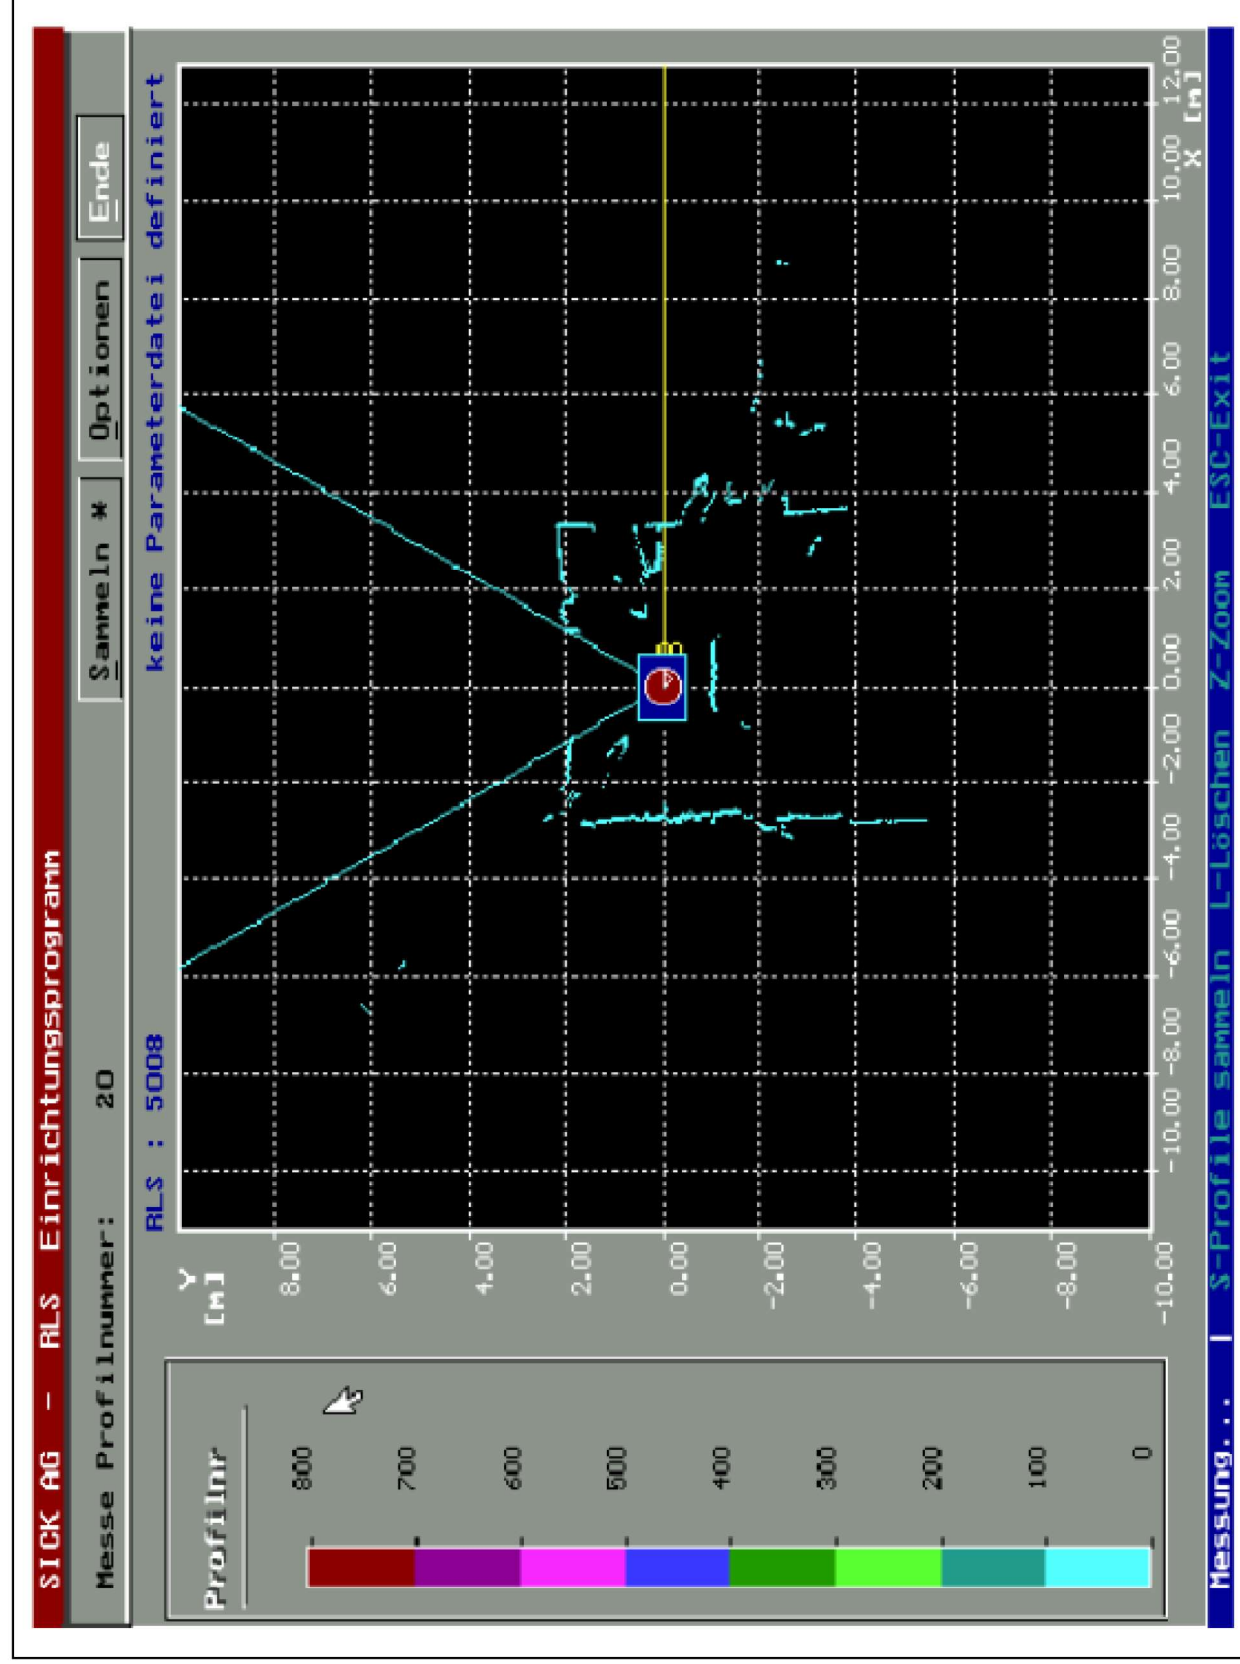 SICK AG - RLS Einrichtungsprogramm
Messe Profilnummer: 20 Sammeln * Optionen Ende
RLS : 5008 keine Parameterdatei definiert
Profilnr
800
700
600
500
400
300
200
100
0
Y
[m]
8.00
6.00
4.00
2.00
0.00
-2.00
-4.00
-6.00
-8.00
-10.00
-10.00 -8.00 -6.00 -4.00 -2.00 0.00 2.00 4.00 6.00 8.00 10.00 12.00
X [m]
Messung... | S-Profile sammeln L-Löschen Z-Zoom ESC-Exit